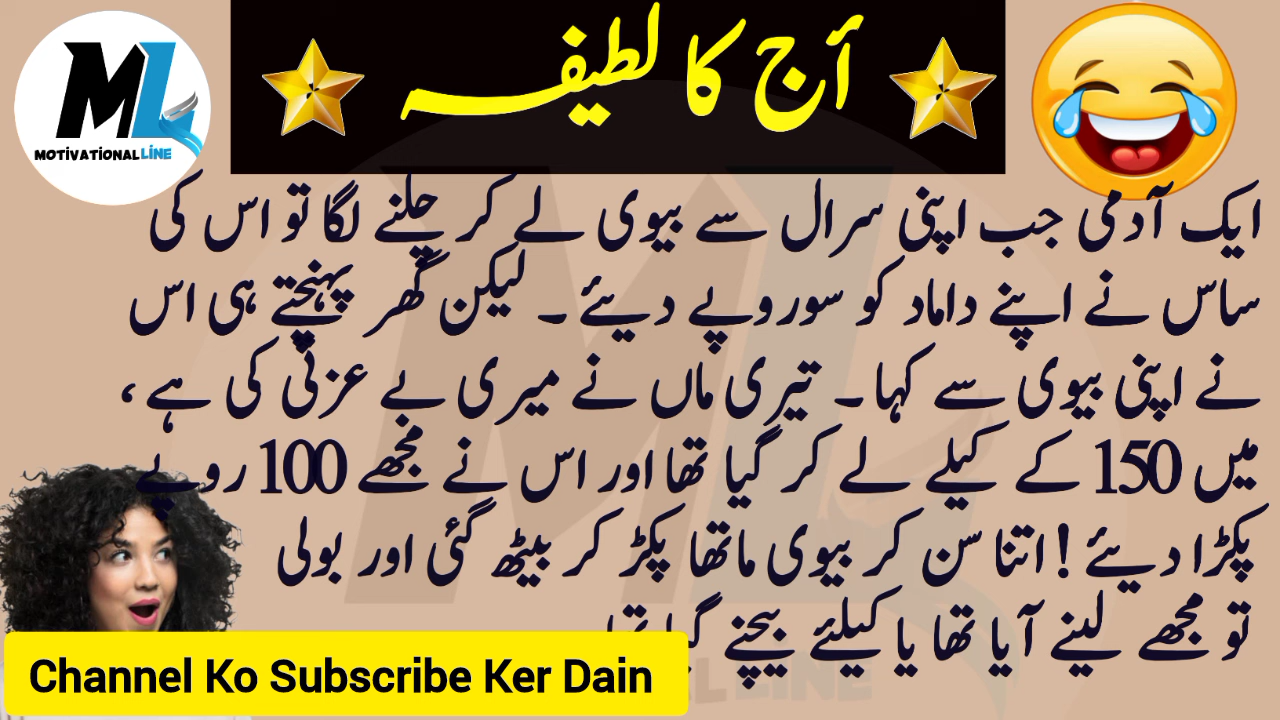 ML
MOTIVATIONAL LINE
أج کا لطیفہ
ایک آدمی جب اپنی سرال سے بیوی لے کر چلنے لگا تو اس کی
ساس نے اپنے داماد کو سوروپے دیئے ۔ لیکن گھر پہنچتے ہی اس
نے اپنی بیوی سے کہا۔ تیری ماں نے میری بے عزتی کی ہے ،
میں 150 کے کیلے لے کر گیا تھا اور اس نے مجھے 100 روپے
پکڑا دیئے ! اتنا سن کر بیوی ماتھا پکڑ کر بیٹھ گئی اور بولی
تو مجھے لینے آیا تھا یا کیلئے بیچنے گیا تھا
Channel Ko Subscribe Ker Dain